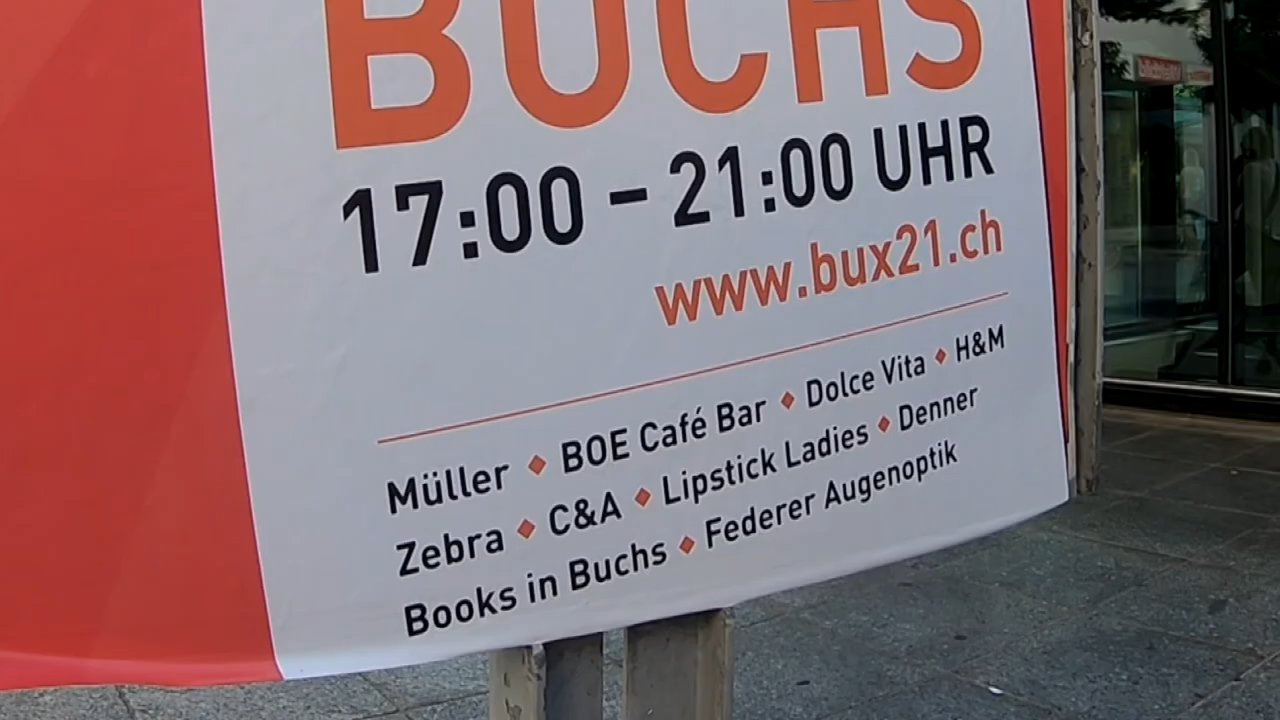 BUCHS
17:00 – 21:00 UHR
www.bux21.ch
Müller ♦ BOE Café Bar ♦ Dolce Vita ♦ H&M
Zebra ♦ C&A ♦ Lipstick Ladies ♦ Denner
Books in Buchs ♦ Federer Augenoptik